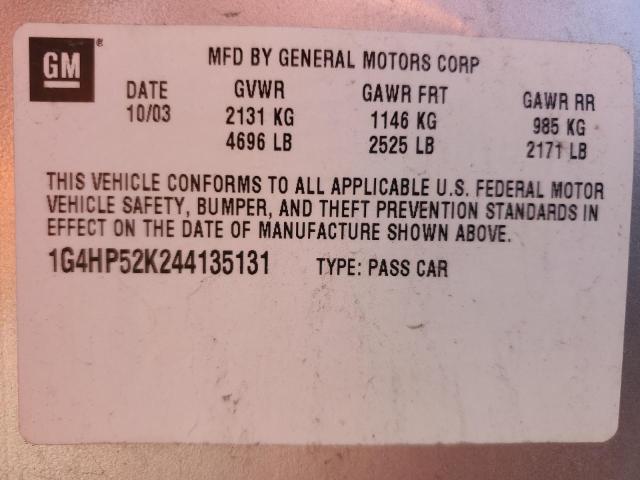 GM®
MFD BY GENERAL MOTORS CORP
DATE GVWR GAWR FRT GAWR RR
10/03 2131 KG 1146 KG 985 KG
4696 LB 2525 LB 2171 LB
THIS VEHICLE CONFORMS TO ALL APPLICABLE U.S. FEDERAL MOTOR
VEHICLE SAFETY, BUMPER, AND THEFT PREVENTION STANDARDS IN
EFFECT ON THE DATE OF MANUFACTURE SHOWN ABOVE.
1G4HP52K244135131 TYPE: PASS CAR